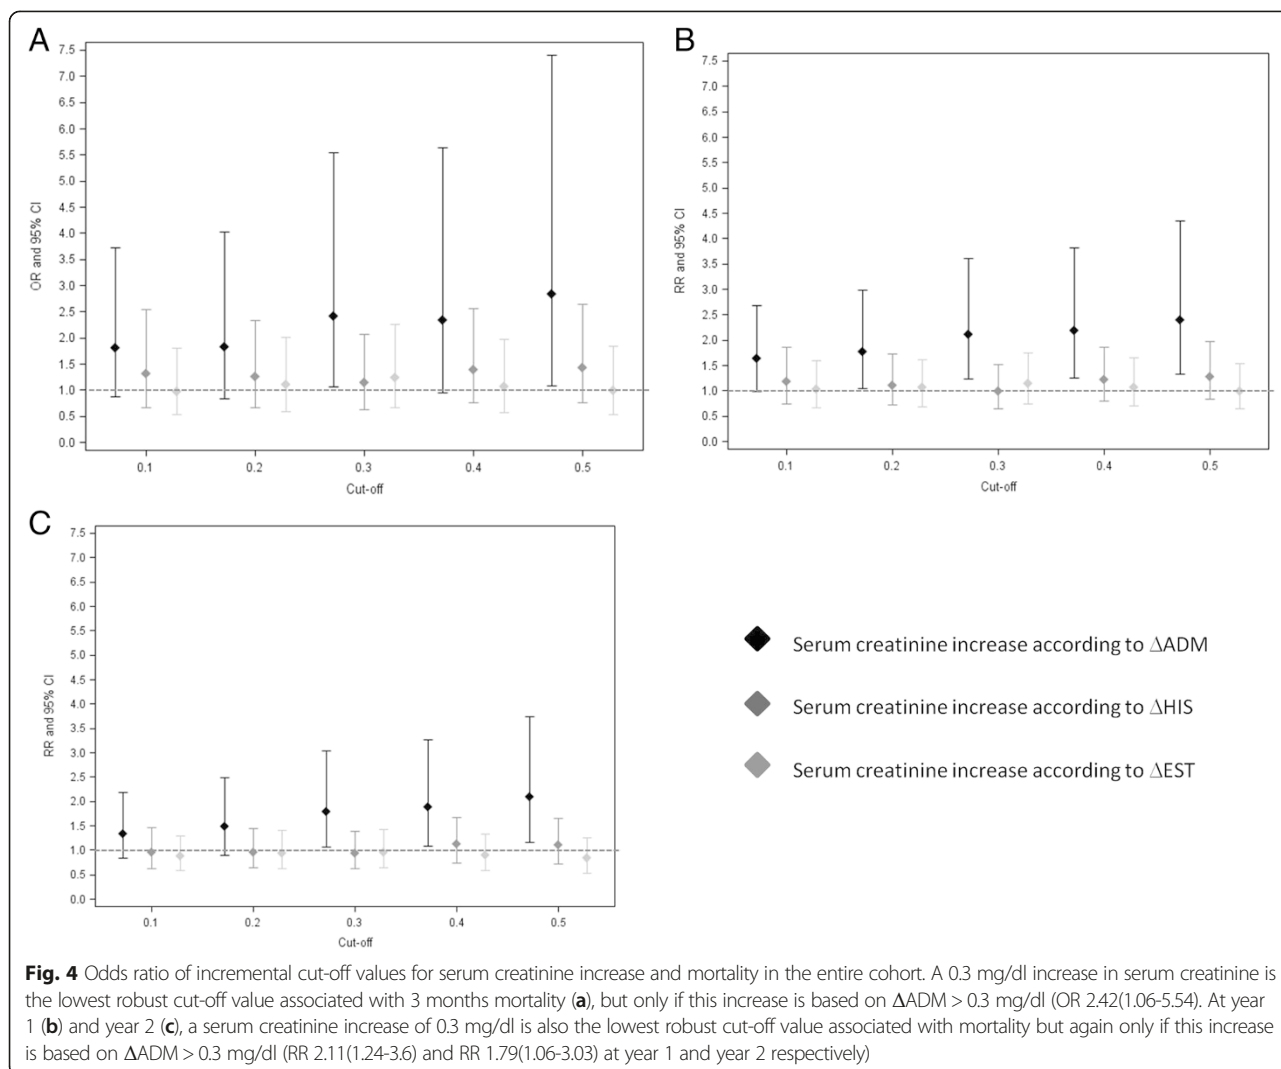 A
7.5
7.0
6.5
6.0
5.5
5.0
4.5
4.0
3.5
3.0
2.5
2.0
1.5
1.0
0.5
0.0
OR and 95% CI
0.1 0.2 0.3 0.4 0.5
Cut-off
B
7.5
7.0
6.5
6.0
5.5
5.0
4.5
4.0
3.5
3.0
2.5
2.0
1.5
1.0
0.5
0.0
RR and 95% CI
0.1 0.2 0.3 0.4 0.5
Cut-off
C
7.5
7.0
6.5
6.0
5.5
5.0
4.5
4.0
3.5
3.0
2.5
2.0
1.5
1.0
0.5
0.0
RR and 95% CI
0.1 0.2 0.3 0.4 0.5
Cut-off
Serum creatinine increase according to ΔADM
Serum creatinine increase according to ΔHIS
Serum creatinine increase according to ΔEST
Fig. 4 Odds ratio of incremental cut-off values for serum creatinine increase and mortality in the entire cohort. A 0.3 mg/dl increase in serum creatinine is
the lowest robust cut-off value associated with 3 months mortality (a), but only if this increase is based on ΔADM > 0.3 mg/dl (OR 2.42(1.06-5.54). At year
1 (b) and year 2 (c), a serum creatinine increase of 0.3 mg/dl is also the lowest robust cut-off value associated with mortality but again only if this increase
is based on ΔADM > 0.3 mg/dl (RR 2.11(1.24-3.6) and RR 1.79(1.06-3.03) at year 1 and year 2 respectively)